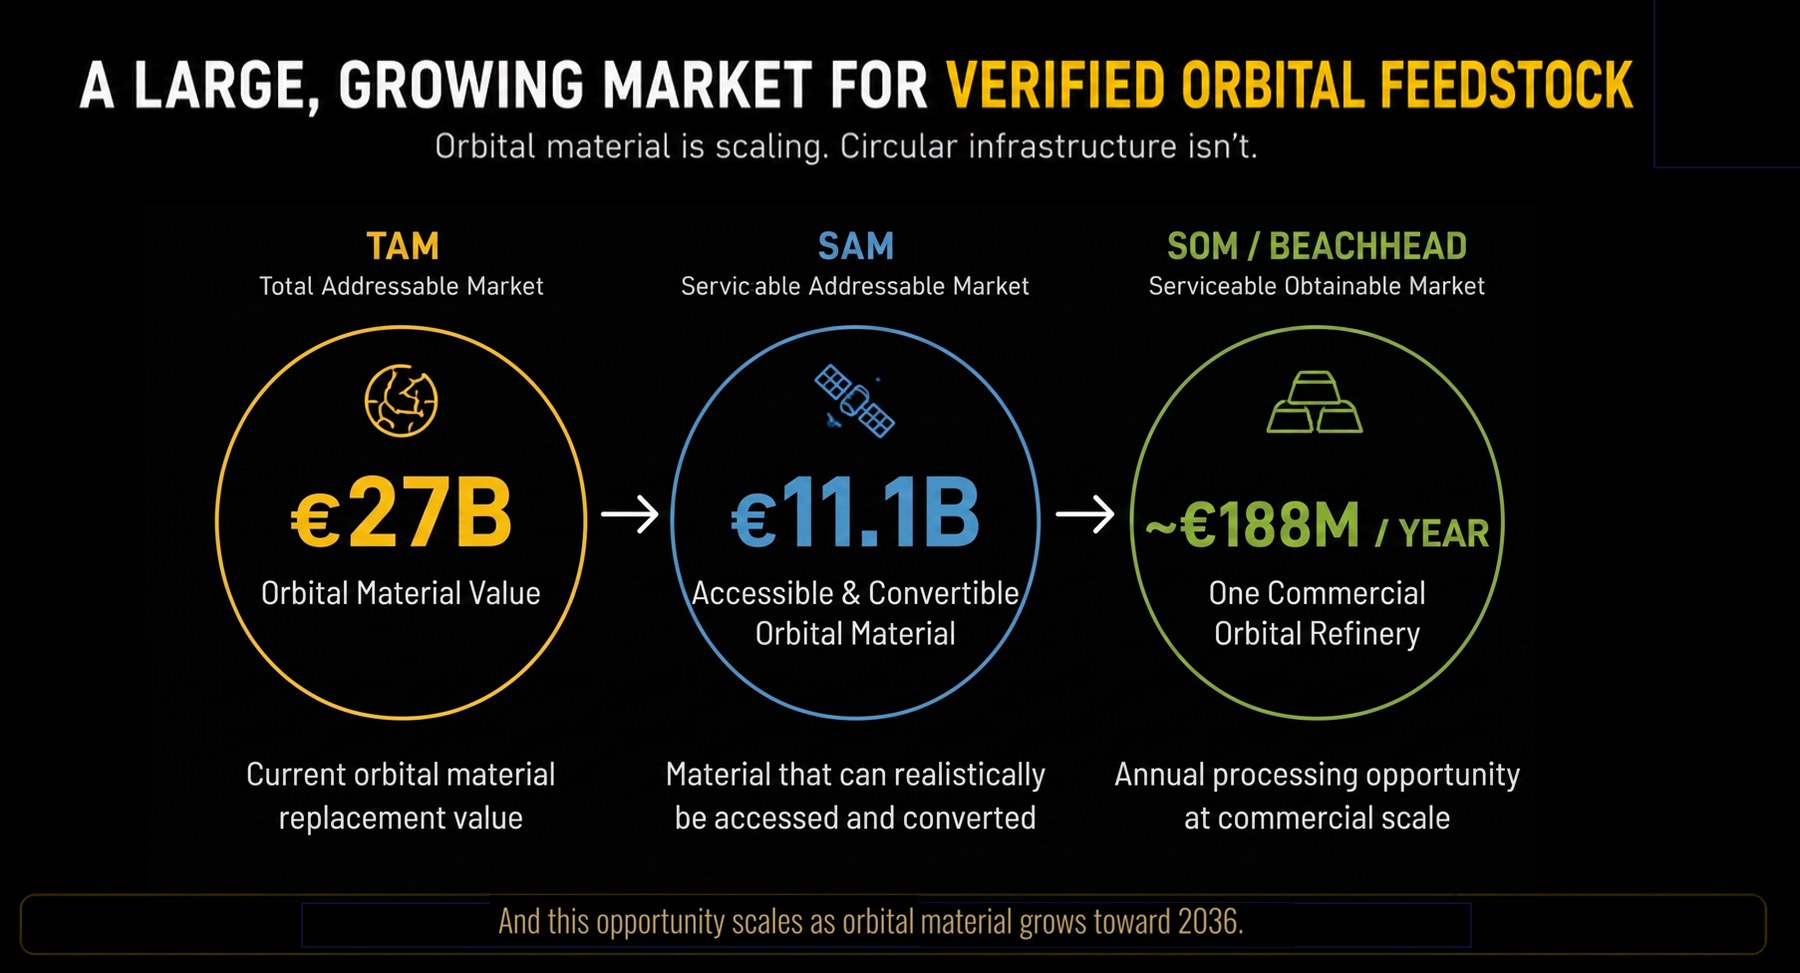 A LARGE, GROWING MARKET FOR VERIFIED ORBITAL FEEDSTOCK
Orbital material is scaling. Circular infrastructure isn't.
TAM
Total Addressable Market
€27B
Orbital Material Value
Current orbital material
replacement value
SAM
Servicable Addressable Market
€11.1B
Accessible & Convertible
Orbital Material
Material that can realistically
be accessed and converted
SOM / BEACHHEAD
Serviceable Obtainable Market
~€188M / YEAR
One Commercial
Orbital Refinery
Annual processing opportunity
at commercial scale
And this opportunity scales as orbital material grows toward 2036.